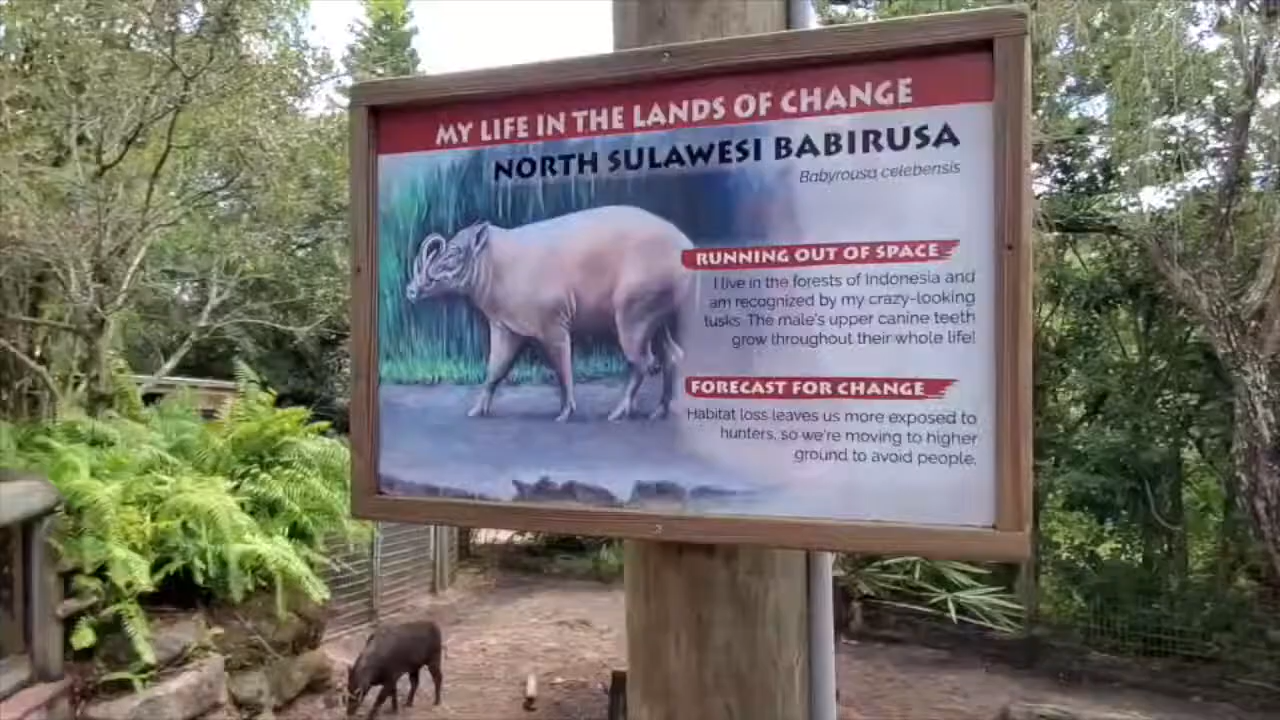 MY LIFE IN THE LANDS OF CHANGE
NORTH SULAWESI BABIRUSA
Babyrousa celebensis
RUNNING OUT OF SPACE
I live in the forests of Indonesia and
am recognized by my crazy-looking
tusks. The male's upper canine teeth
grow throughout their whole life!
FORECAST FOR CHANGE
Habitat loss leaves us more exposed to
hunters, so we're moving to higher
ground to avoid people.